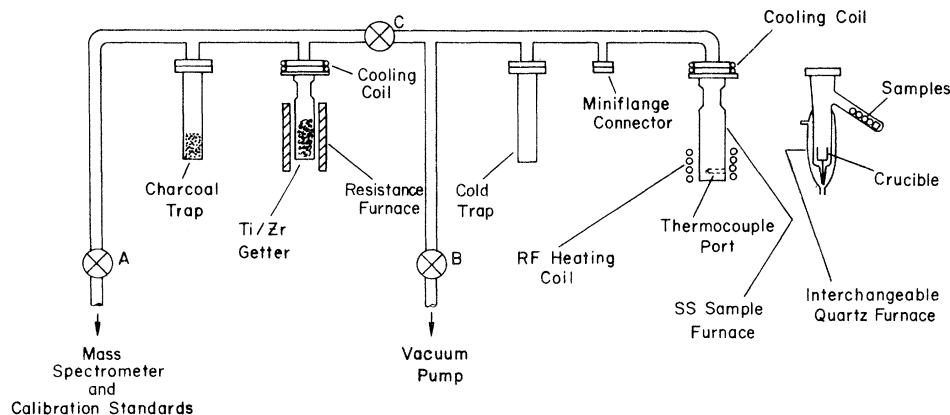 C
Cooling Coil
Cooling
Coil
Samples
Miniflange
Connector
Charcoal
Trap
Resistance
Furnace
Cold
Trap
Crucible
Ti/Zr
Getter
Thermocouple
Port
A
B
RF Heating
Coil
SS Sample
Furnace
Interchangeable
Quartz Furnace
Mass
Spectrometer
and
Calibration Standards
Vacuum
Pump